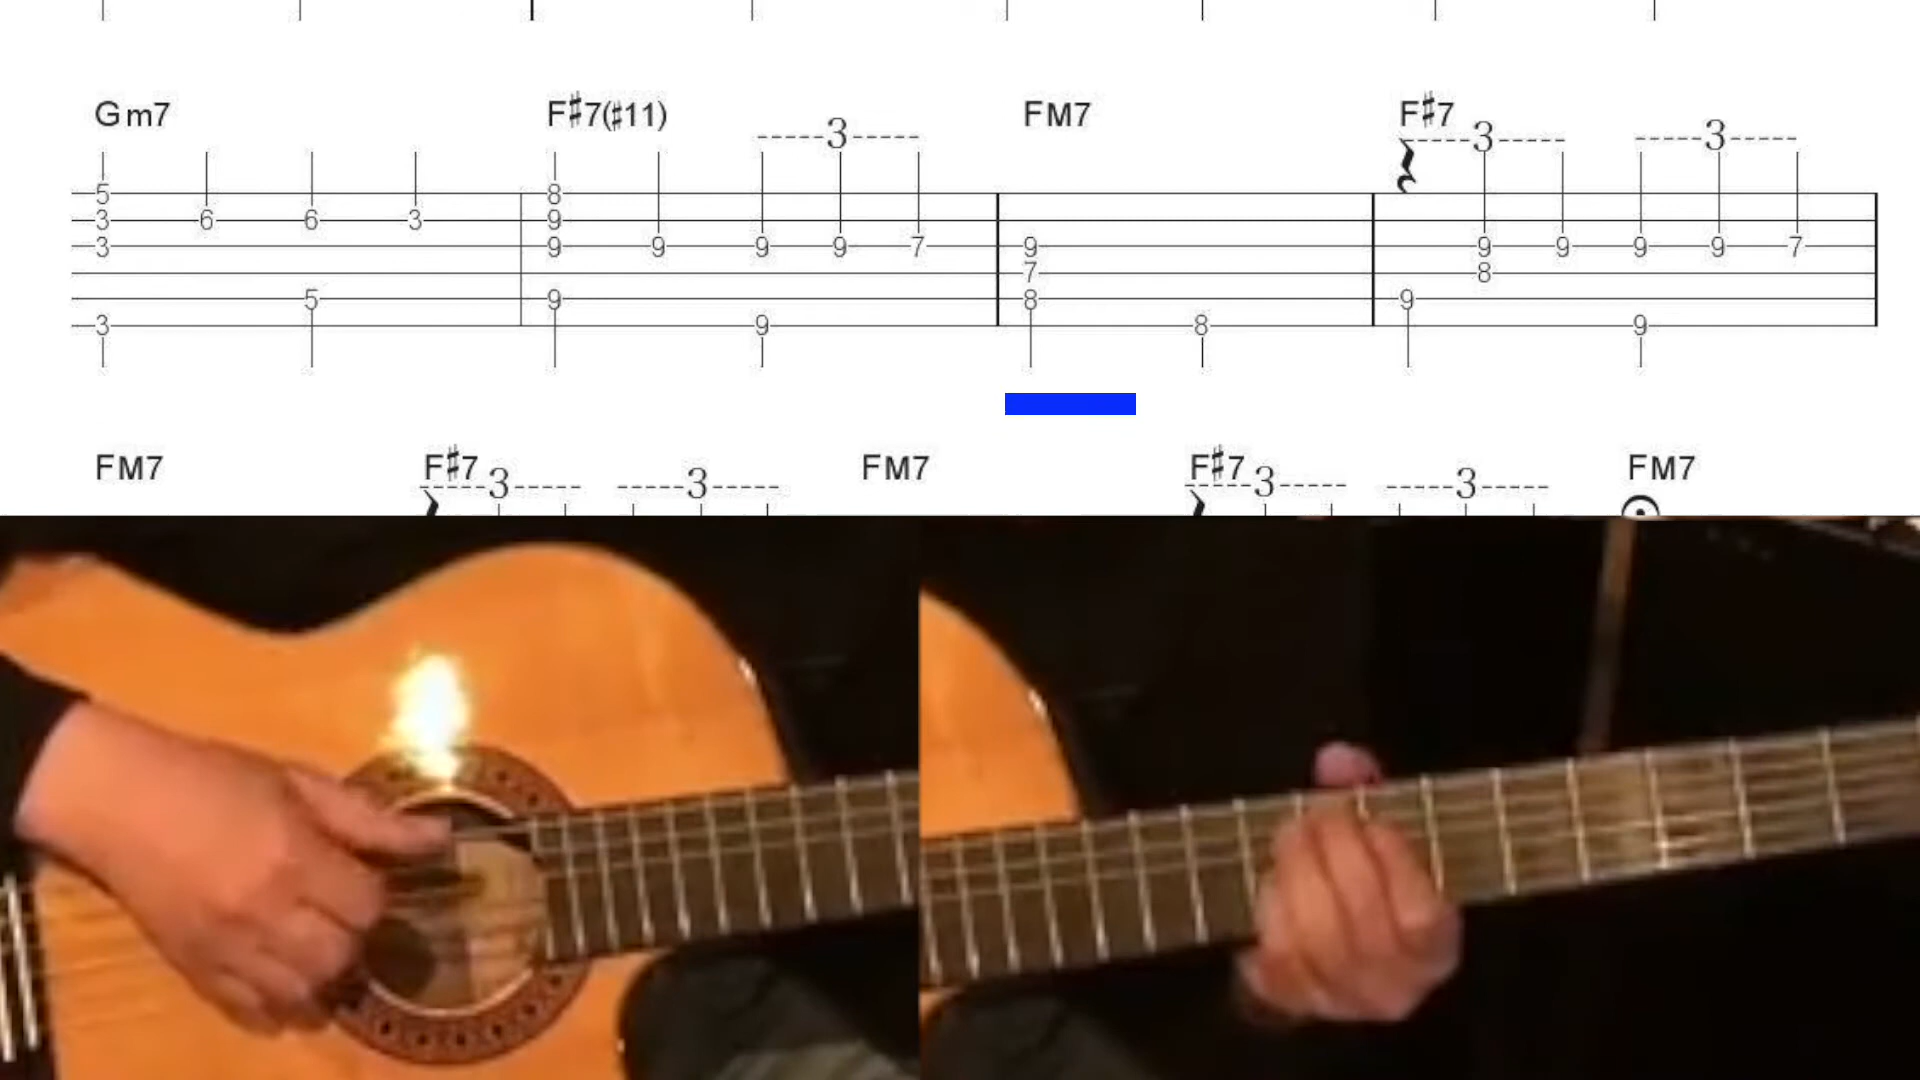 Gm7 F♯7(♯11) FM7 F♯7
-----3----- -----3----- -----3-----
5 8
3 6 6 3 9
3 9 9 9 9 7 9 9 9 9 9 7
7 8
5 9 8 9
3 9 8 9
FM7 F♯7 FM7 F♯7 FM7
-----3----- -----3----- -----3----- -----3-----